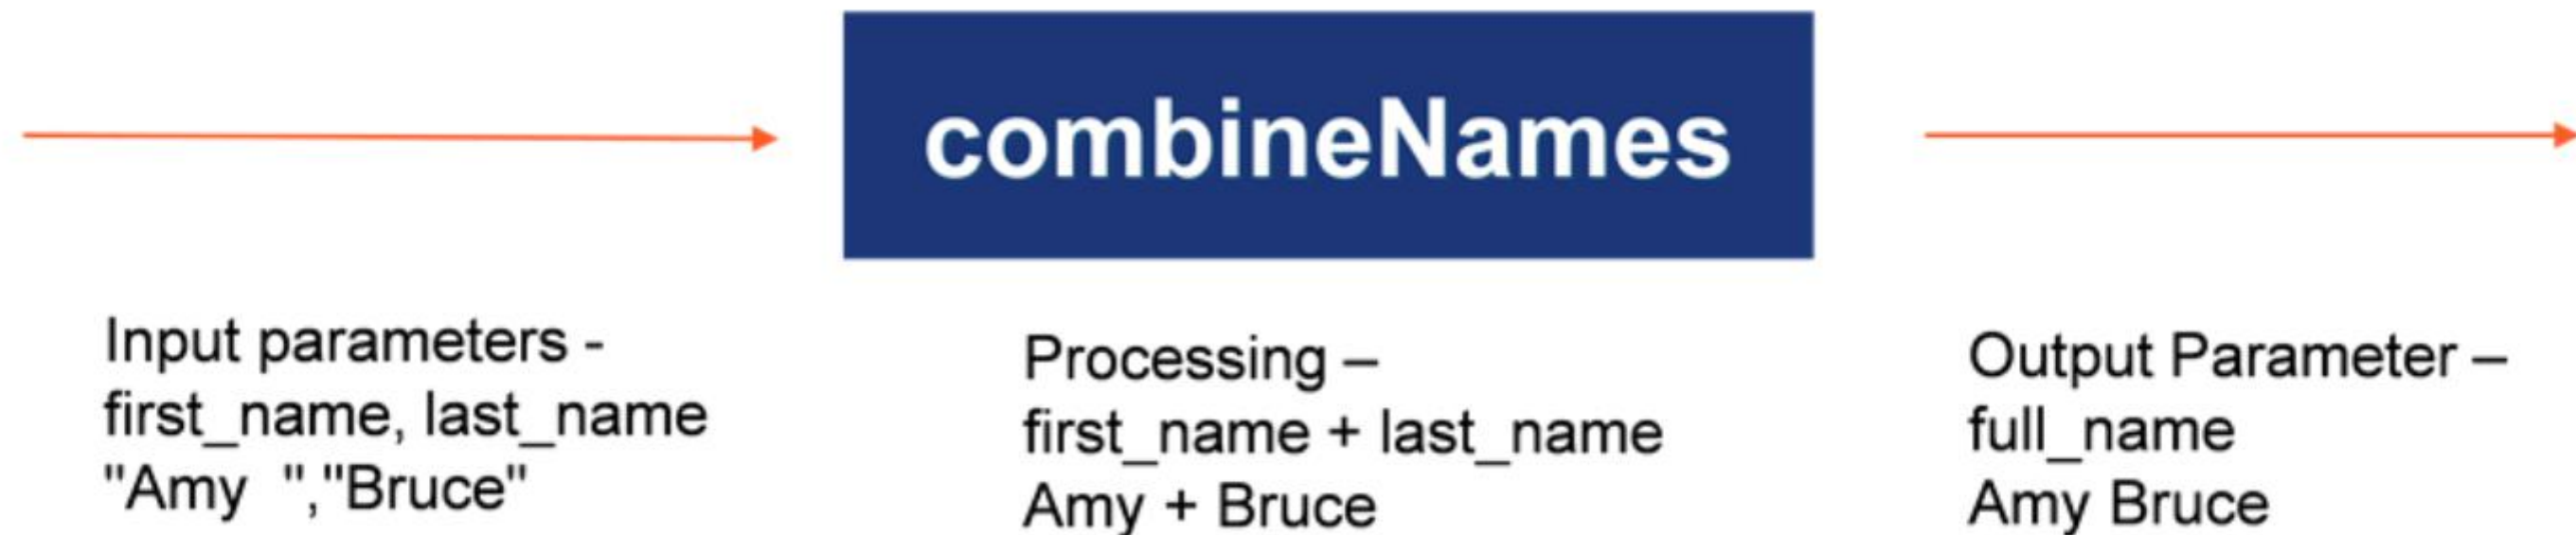 combineNames
Input parameters -
first_name, last_name
"Amy  ","Bruce"
Processing –
first_name + last_name
Amy + Bruce
Output Parameter –
full_name
Amy Bruce